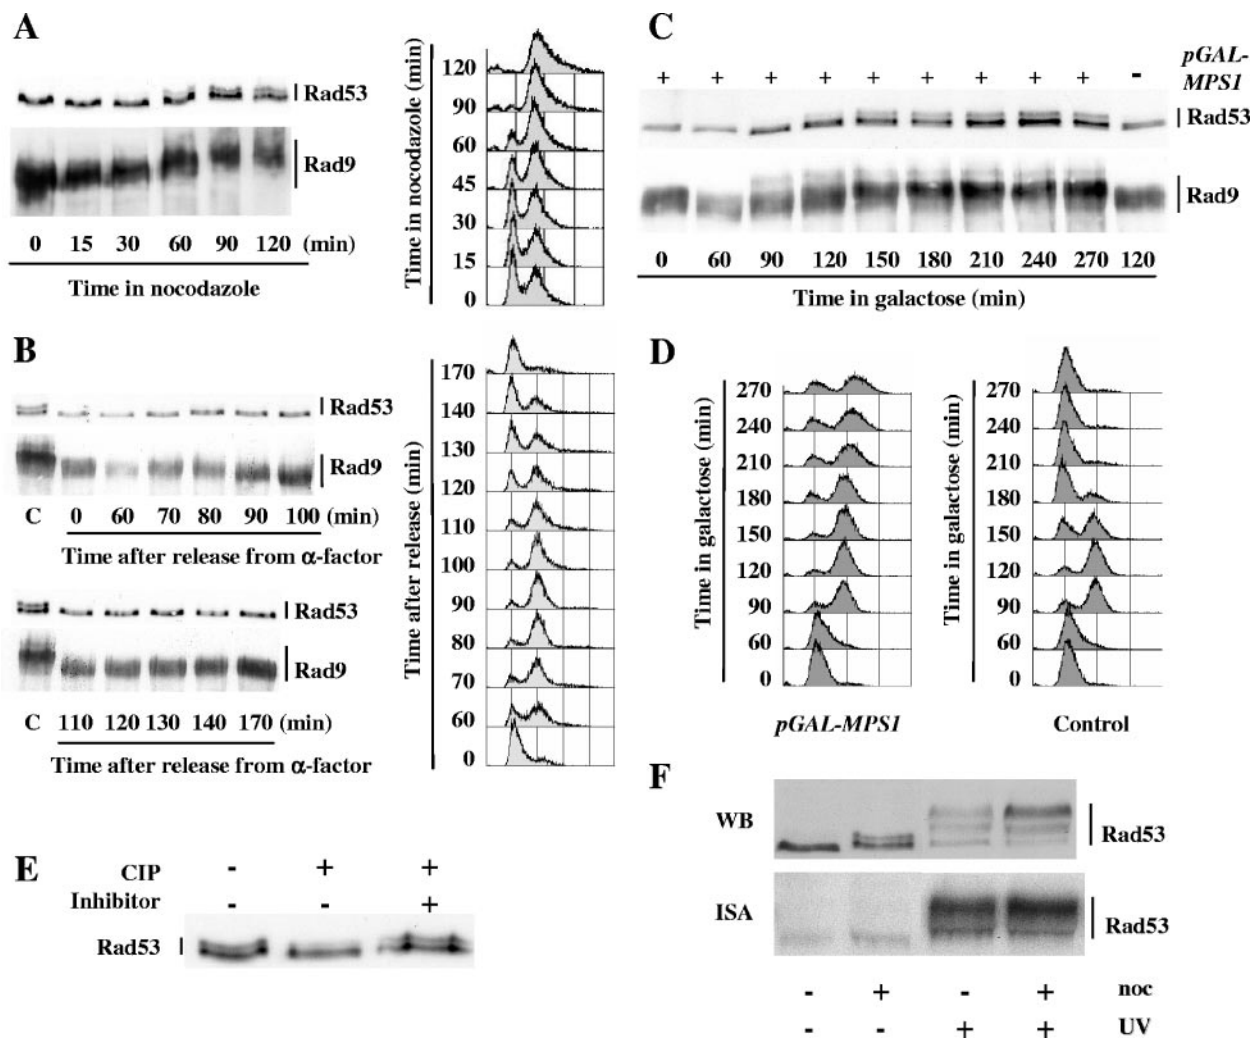 A
Rad53
Rad9
0 15 30 60 90 120 (min)
Time in nocodazole
Time in nocodazole (min)
120
90
60
45
30
15
0
B
Rad53
Rad9
C 0 60 70 80 90 100 (min)
Time after release from α-factor
Rad53
Rad9
C 110 120 130 140 170 (min)
Time after release from α-factor
Time after release (min)
170
140
130
120
110
100
90
80
70
60
0
C
pGAL-
MPS1
+ + + + + + + + + -
Rad53
Rad9
0 60 90 120 150 180 210 240 270 120
Time in galactose (min)
D
Time in galactose (min)
270
240
210
180
150
120
90
60
0
pGAL-MPS1
Time in galactose (min)
270
240
210
180
150
120
90
60
0
Control
E
CIP - + +
Inhibitor - - +
Rad53
F
WB
Rad53
ISA
Rad53
- + - + noc
- - + + UV